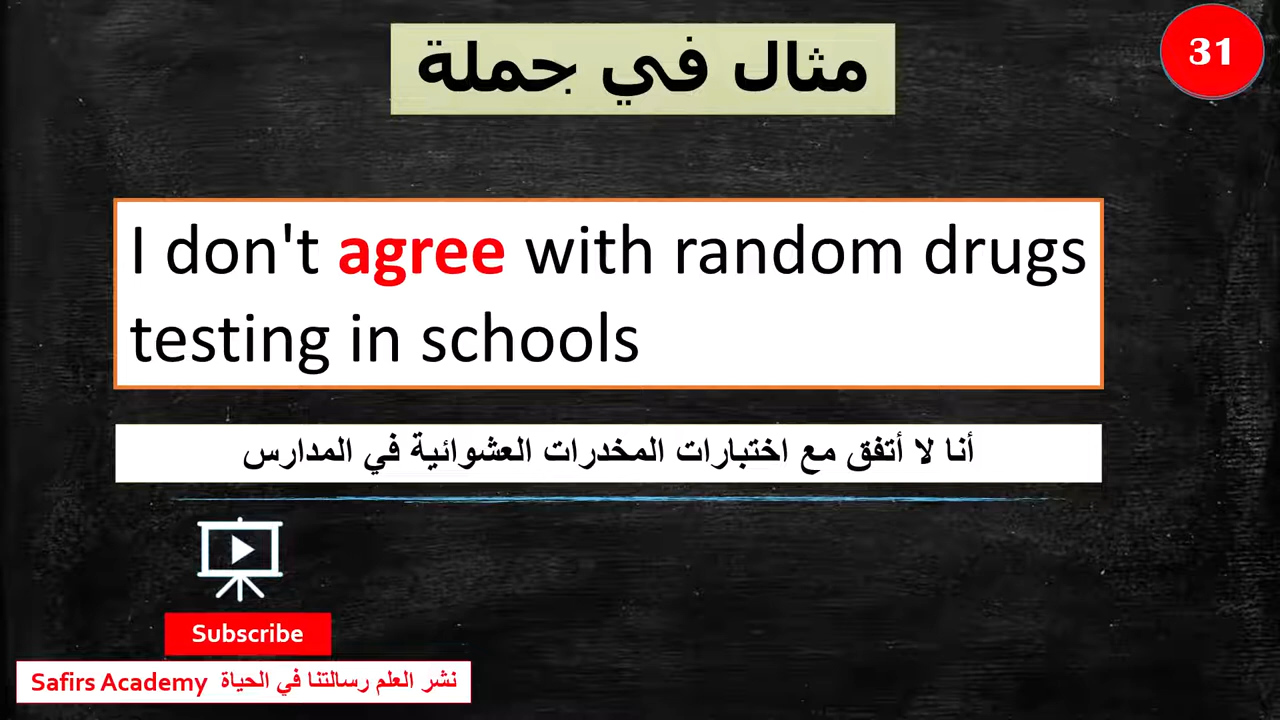 31
مثال في جملة
I don't agree with random drugs
testing in schools
أنا لا أتفق مع اختبارات المخدرات العشوائية في المدارس
Subscribe
Safirs Academy نشر العلم رسالتنا في الحياة